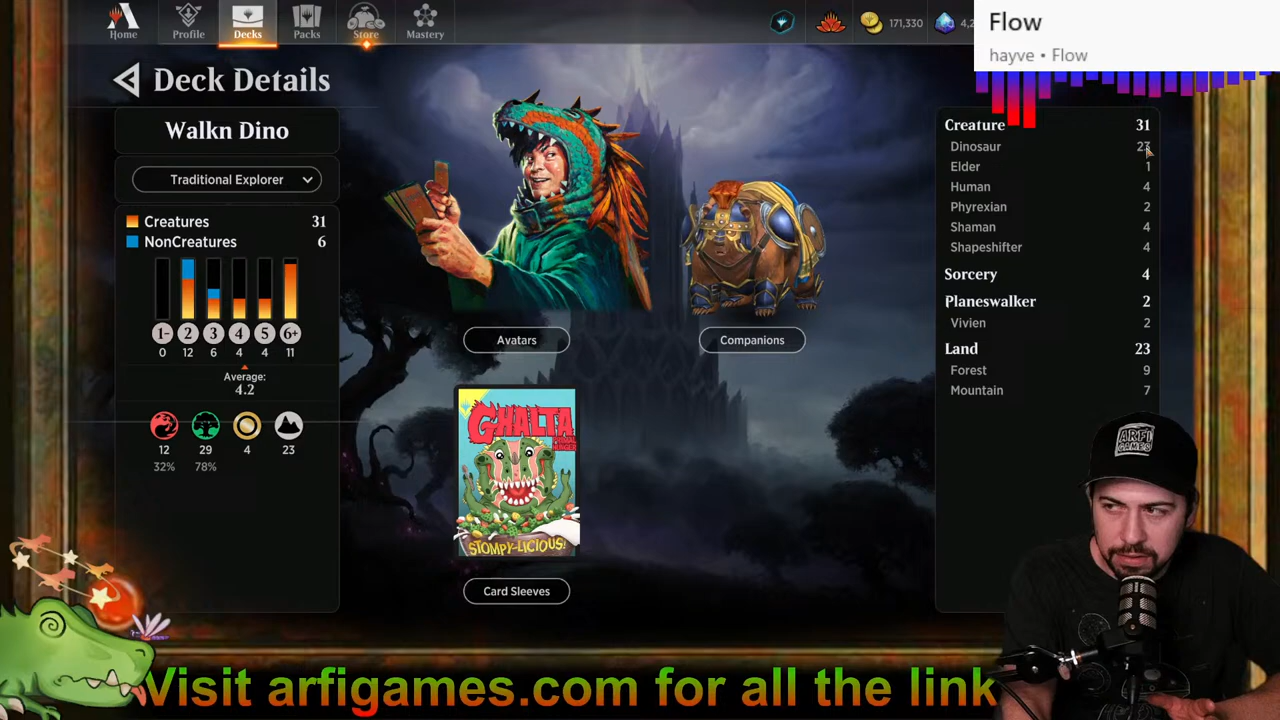 Home
Profile
Decks
Packs
Store
Mastery
171,330
Flow
hayve • Flow
Deck Details
Walkn Dino
Traditional Explorer
Creatures 31
NonCreatures 6
1- 2 3 4 5 6+
0 12 6 4 4 11
Average:
4.2
12 29 4 23
32% 78%
Avatars
Companions
GHALTA
STOMPY-LICIOUS!
Card Sleeves
Creature 31
Dinosaur
Elder 1
Human 4
Phyrexian 2
Shaman 4
Shapeshifter 4
Sorcery 4
Planeswalker 2
Vivien 2
Land 23
Forest 9
Mountain 7
ARFI
GAMES
Visit arfigames.com for all the link